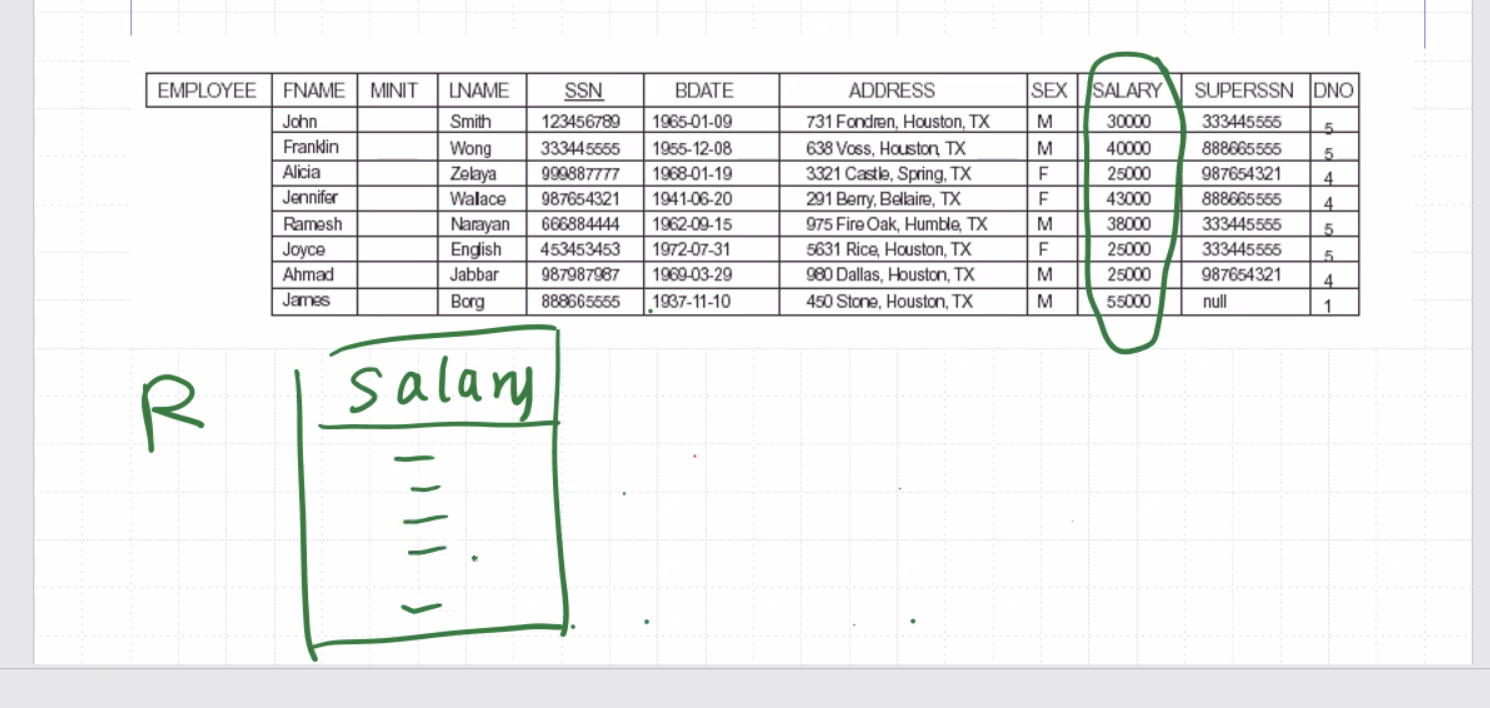 EMPLOYEE FNAME MINIT LNAME SSN BDATE ADDRESS SEX SALARY SUPERSSN DNO
John Smith 123456789 1965-01-09 731 Fondren, Houston, TX M 30000 333445555 5
Franklin Wong 333445555 1955-12-08 638 Voss, Houston, TX M 40000 888665555 5
Alicia Zelaya 999887777 1968-01-19 3321 Castle, Spring, TX F 25000 987654321 4
Jennifer Wallace 987654321 1941-06-20 291 Berry, Bellaire, TX F 43000 888665555 4
Ramesh Narayan 666884444 1962-09-15 975 Fire Oak, Humble, TX M 38000 333445555 5
Joyce English 453453453 1972-07-31 5631 Rice, Houston, TX F 25000 333445555 5
Ahmad Jabbar 987987987 1969-03-29 980 Dallas, Houston, TX M 25000 987654321 4
James Borg 888665555 1937-11-10 450 Stone, Houston, TX M 55000 null 1
R Salary